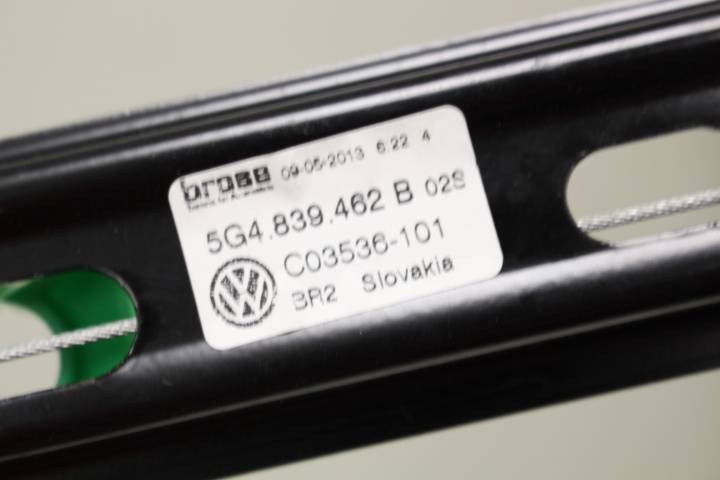 brose 09-05-2013 6:22 4
5G4.839.462 B 02S
C03536-101
BR2 Slovakia